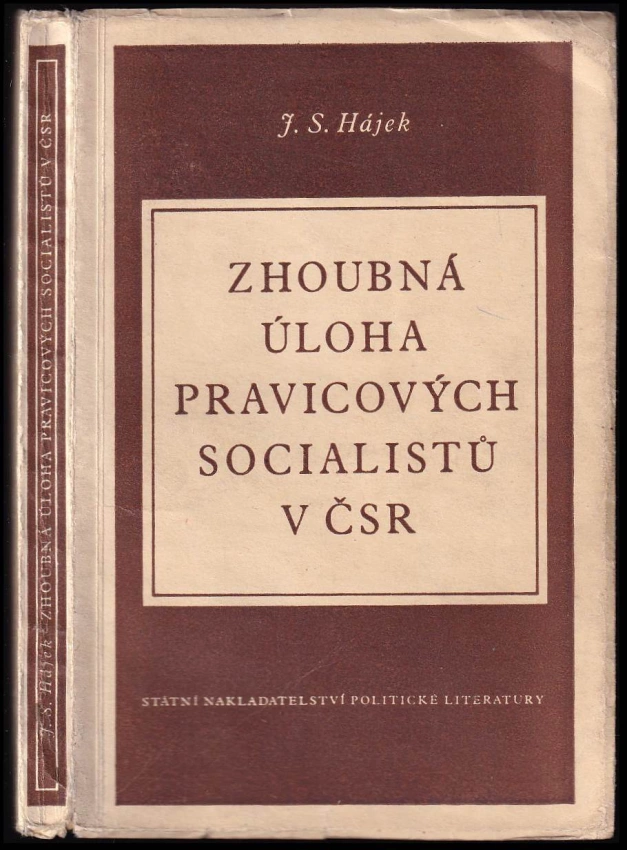 J. S. Hájek
ZHOUBNÁ
ÚLOHA
PRAVICOVÝCH
SOCIALISTŮ
V ČSR
STÁTNÍ NAKLADATELSTVÍ POLITICKÉ LITERATURY
J. S. Hájek – ZHOUBNÁ ÚLOHA PRAVICOVÝCH SOCIALISTŮ V ČSR